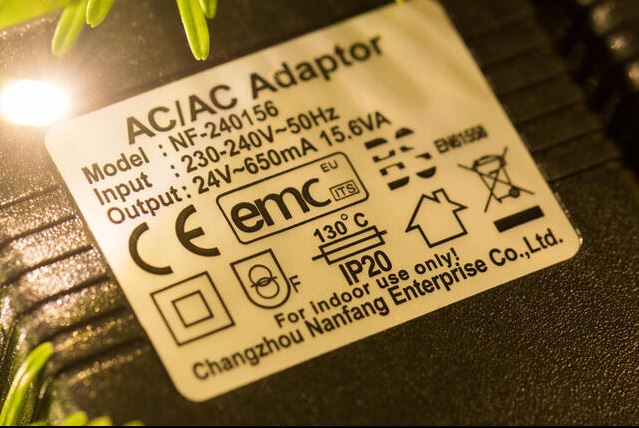 AC/AC Adaptor
Model : NF-240156
Input : 230-240V~50Hz
Output : 24V~650mA 15.6VA
CE
emc
EU
ITS
EN61558
F
130°C
IP20
For indoor use only!
Changzhou Nanfang Enterprise Co.,Ltd.